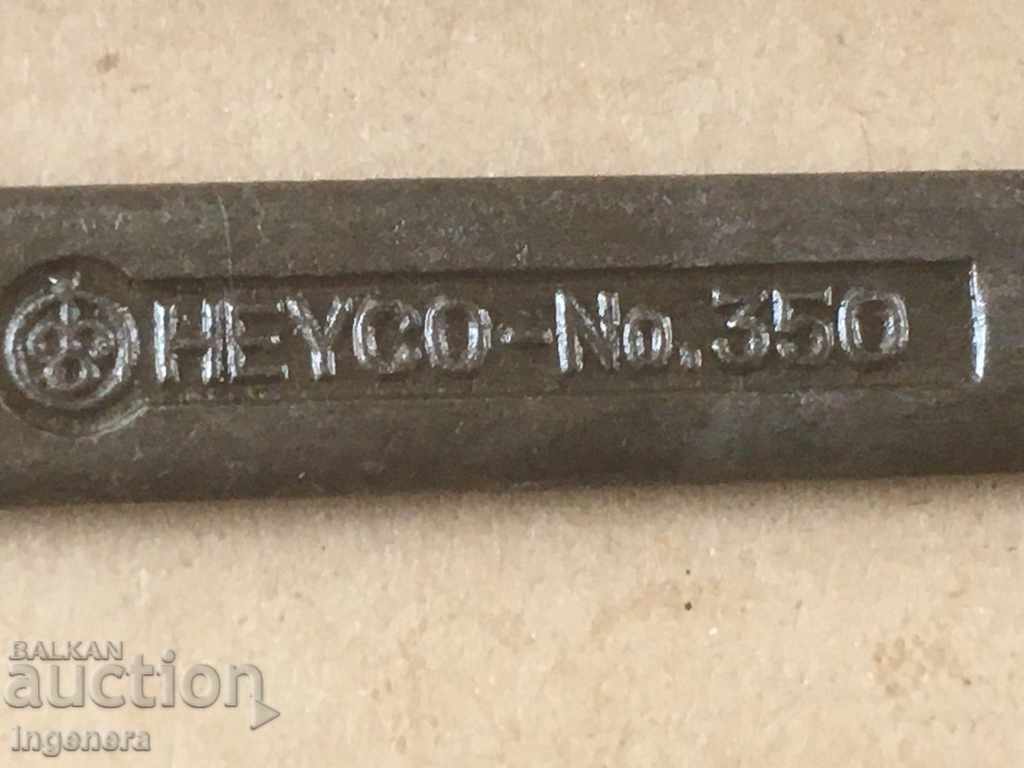 HEYCO-No.350
BALKAN
auction
ingenera